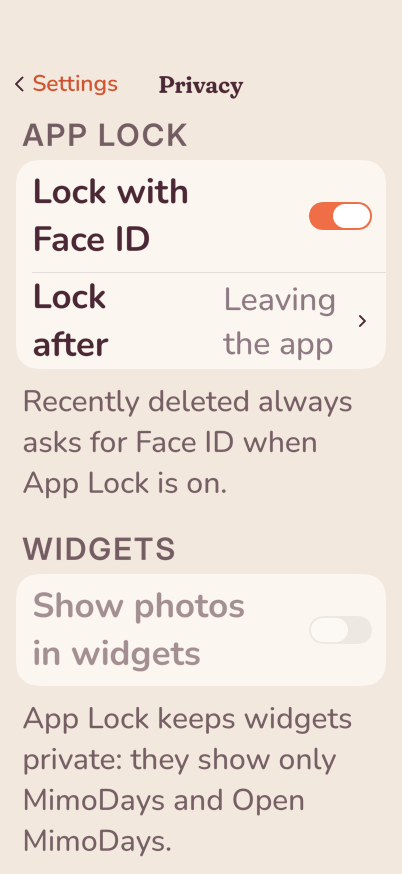 Settings
Privacy
APP LOCK
Lock with
Face ID
Lock
after
Leaving
the app
Recently deleted always
asks for Face ID when
App Lock is on.
WIDGETS
Show photos
in widgets
App Lock keeps widgets
private: they show only
MimoDays and Open
MimoDays.